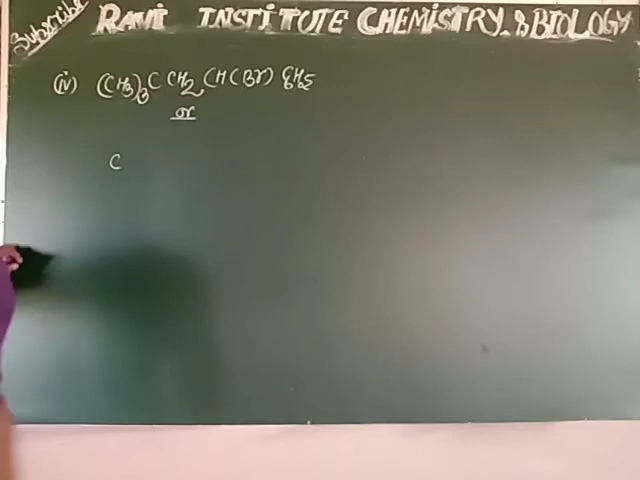 Subscribe
RAVI INSTITUTE CHEMISTRY & BIOLOGY
(iv) (CH3)3C CH2 CH(Br) C6H5
or
C